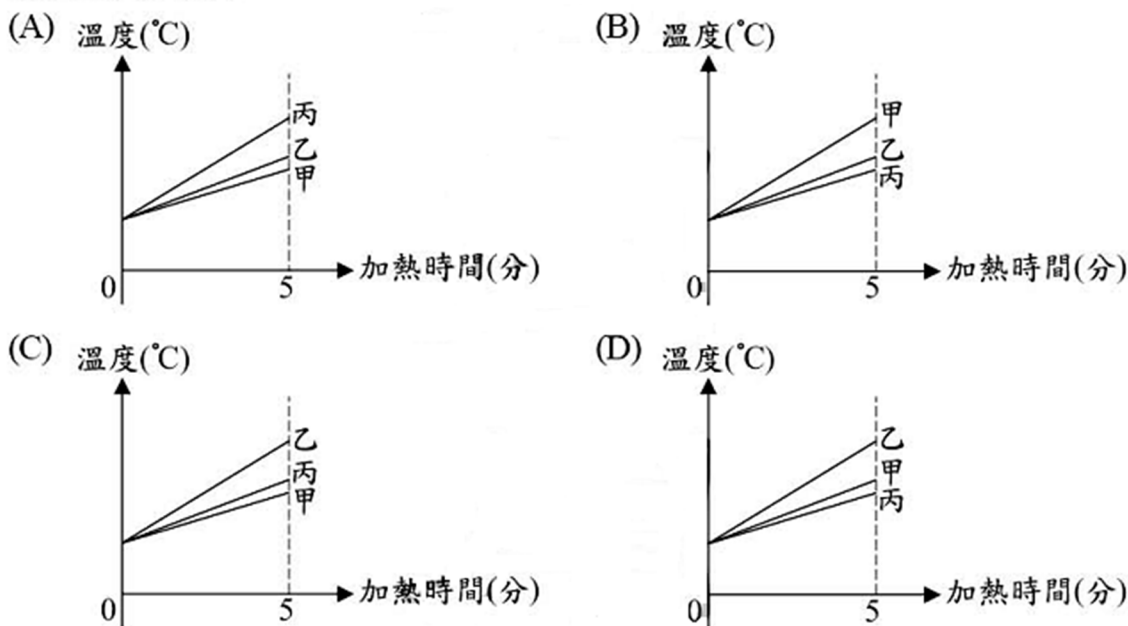 (A) 溫度(°C)
丙
乙
甲
0 5 加熱時間(分)
(B) 溫度(°C)
甲
乙
丙
0 5 加熱時間(分)
(C) 溫度(°C)
乙
丙
甲
0 5 加熱時間(分)
(D) 溫度(°C)
乙
甲
丙
0 5 加熱時間(分)